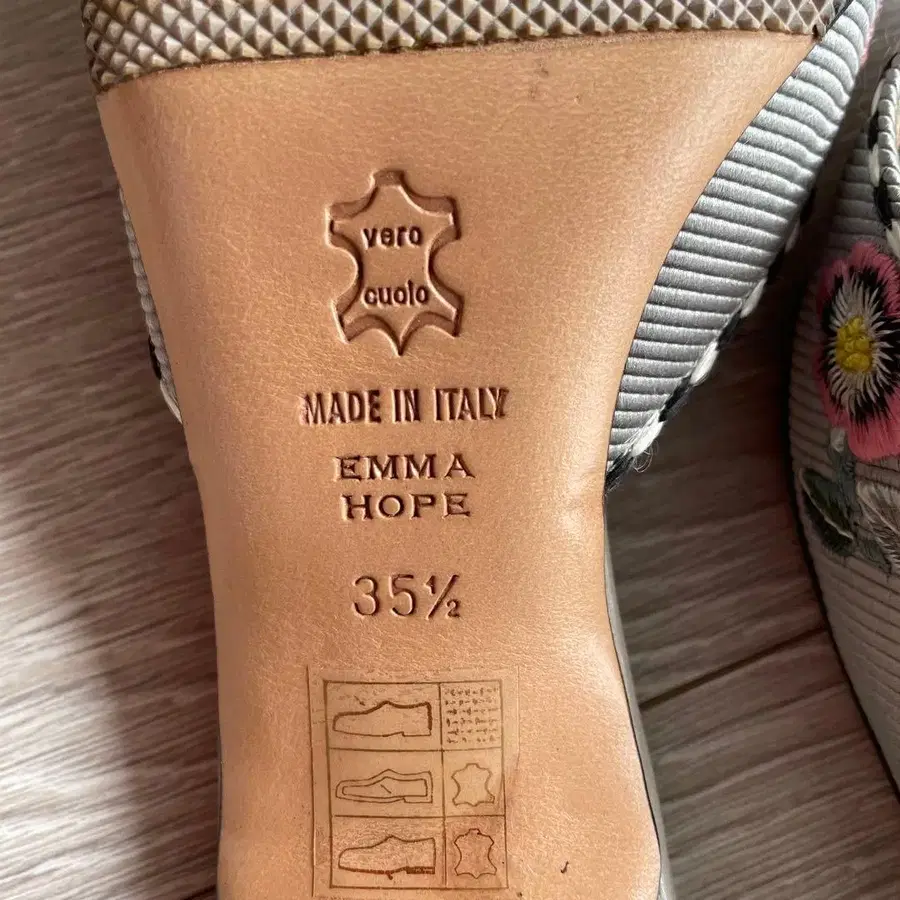 vero
cuoio
MADE IN ITALY
EMMA
HOPE
35½